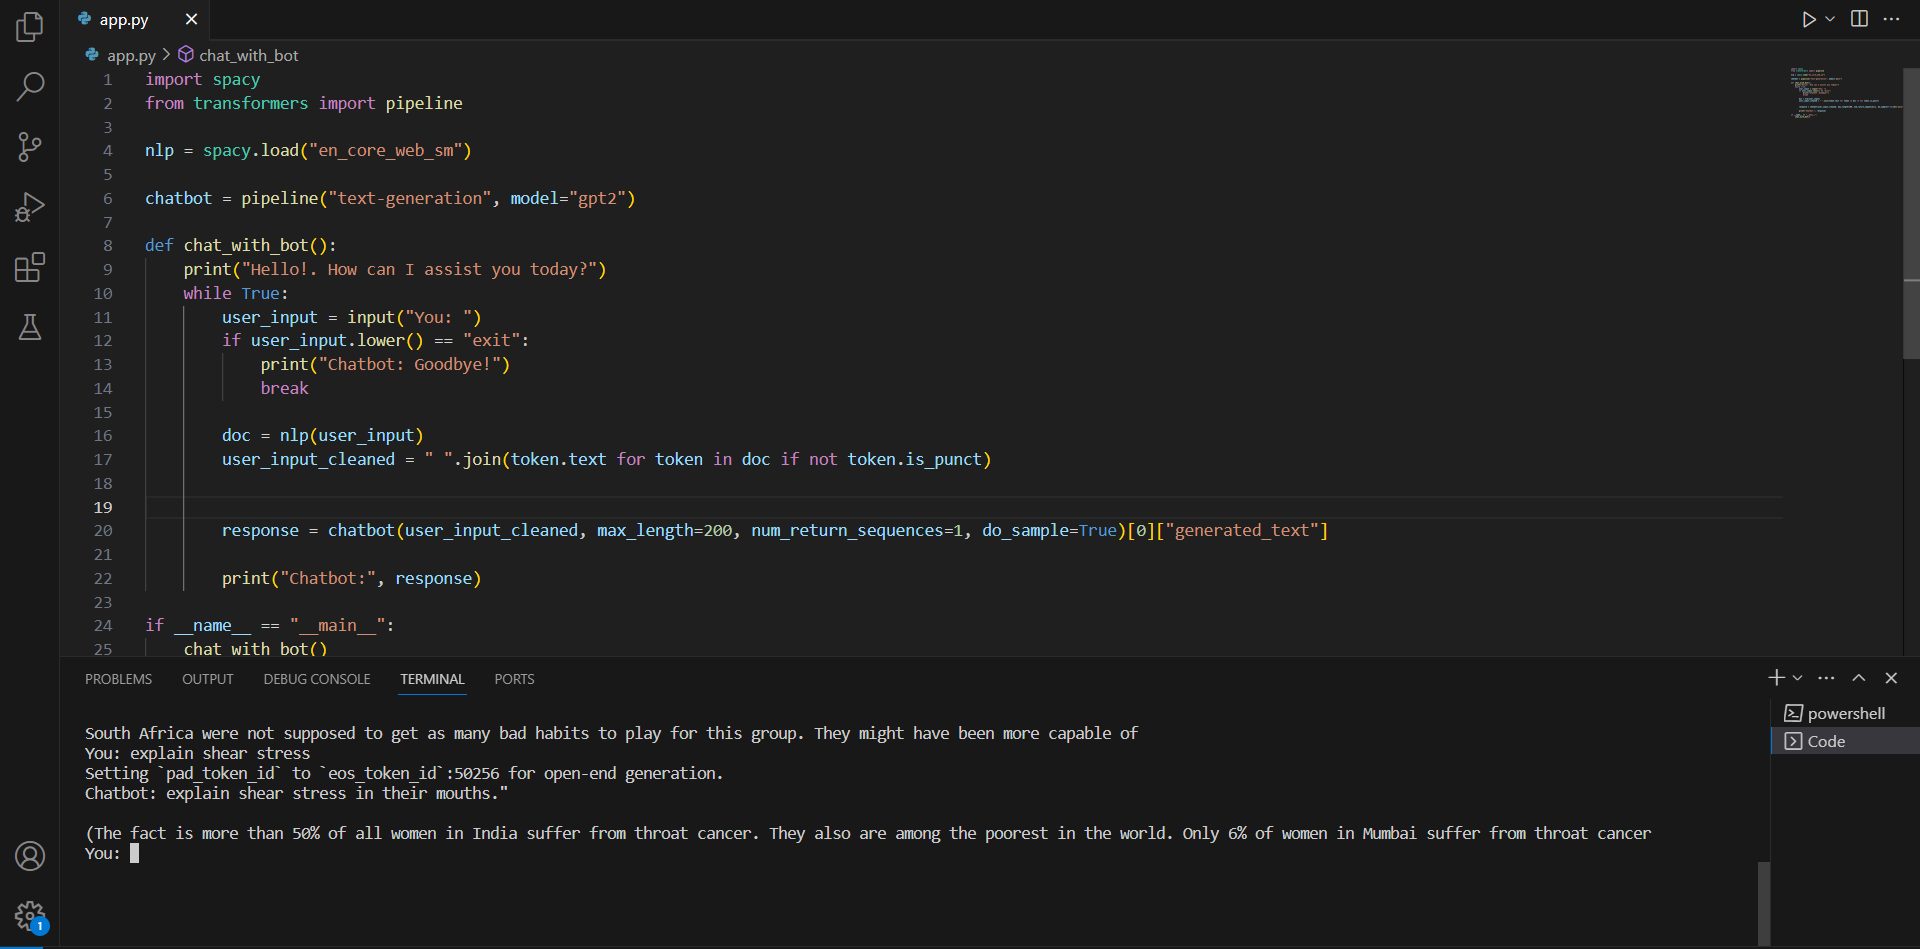 app.py
app.py > chat_with_bot
1 import spacy
2 from transformers import pipeline
3
4 nlp = spacy.load("en_core_web_sm")
5
6 chatbot = pipeline("text-generation", model="gpt2")
7
8 def chat_with_bot():
9     print("Hello!. How can I assist you today?")
10     while True:
11         user_input = input("You: ")
12         if user_input.lower() == "exit":
13             print("Chatbot: Goodbye!")
14             break
15
16         doc = nlp(user_input)
17         user_input_cleaned = " ".join(token.text for token in doc if not token.is_punct)
18
19
20         response = chatbot(user_input_cleaned, max_length=200, num_return_sequences=1, do_sample=True)[0]["generated_text"]
21
22         print("Chatbot:", response)
23
24 if __name__ == "__main__":
25     chat_with_bot()
PROBLEMS OUTPUT DEBUG CONSOLE TERMINAL PORTS
South Africa were not supposed to get as many bad habits to play for this group. They might have been more capable of
You: explain shear stress
Setting `pad_token_id` to `eos_token_id`:50256 for open-end generation.
Chatbot: explain shear stress in their mouths."
(The fact is more than 50% of all women in India suffer from throat cancer. They also are among the poorest in the world. Only 6% of women in Mumbai suffer from throat cancer
You:
powershell
Code
1